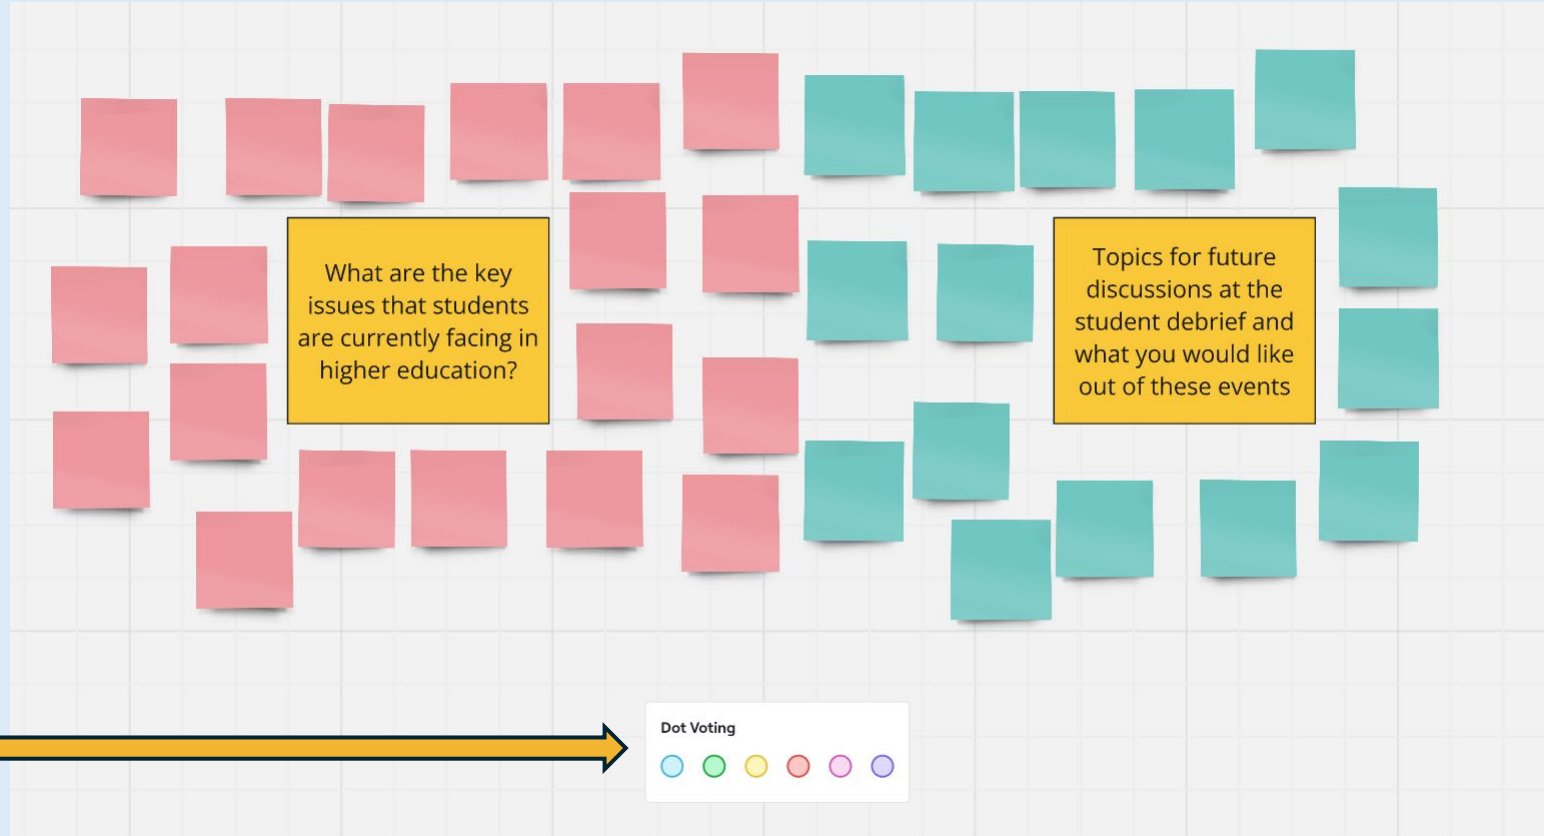 What are the key
issues that students
are currently facing in
higher education?
Topics for future
discussions at the
student debrief and
what you would like
out of these events
Dot Voting